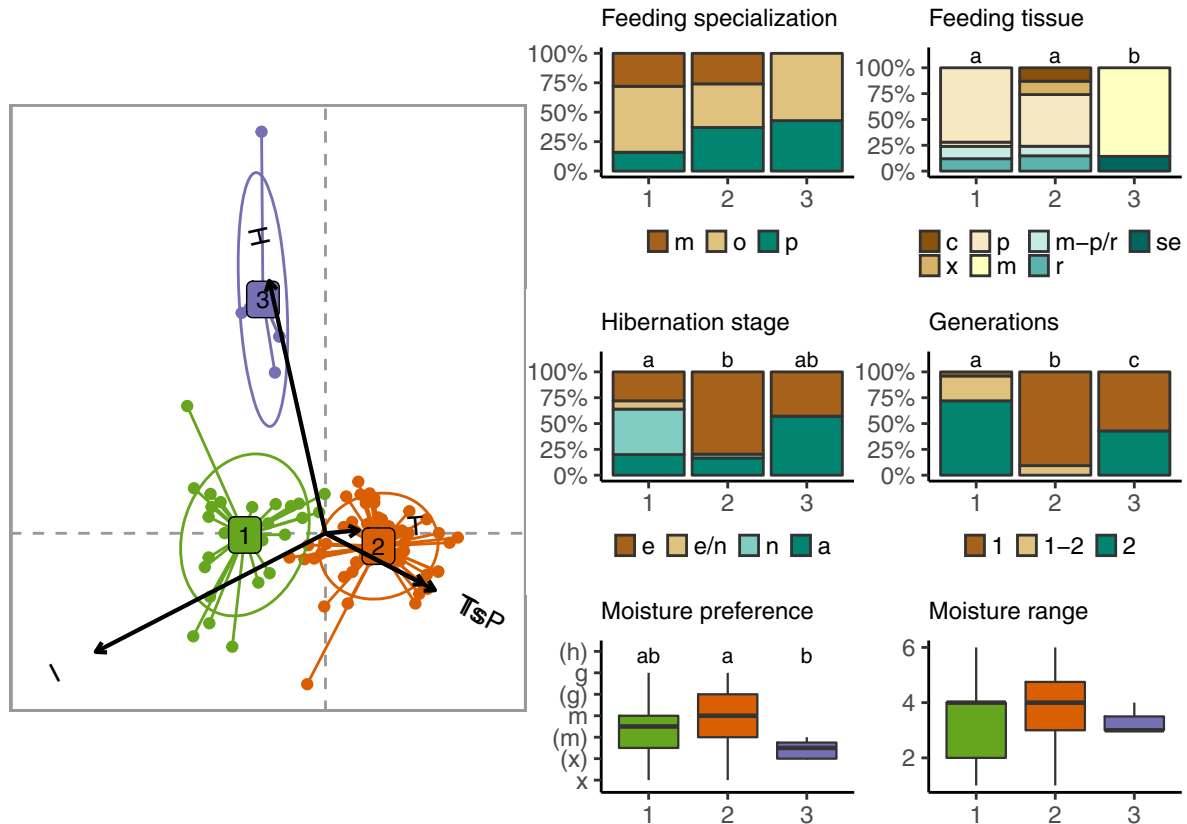 Feeding specialization
100%
75%
50%
25%
0%
1 2 3
m o p
Feeding tissue
a a b
100%
75%
50%
25%
0%
1 2 3
c p m−p/r se
x m r
H
3
1
2
T
I
Hibernation stage
a b ab
100%
75%
50%
25%
0%
1 2 3
e e/n n a
Generations
a b c
100%
75%
50%
25%
0%
1 2 3
1 1−2 2
Moisture preference
ab a b
(h)
g
(g)
m
(m)
(x)
x
1 2 3
Moisture range
6
4
2
1 2 3